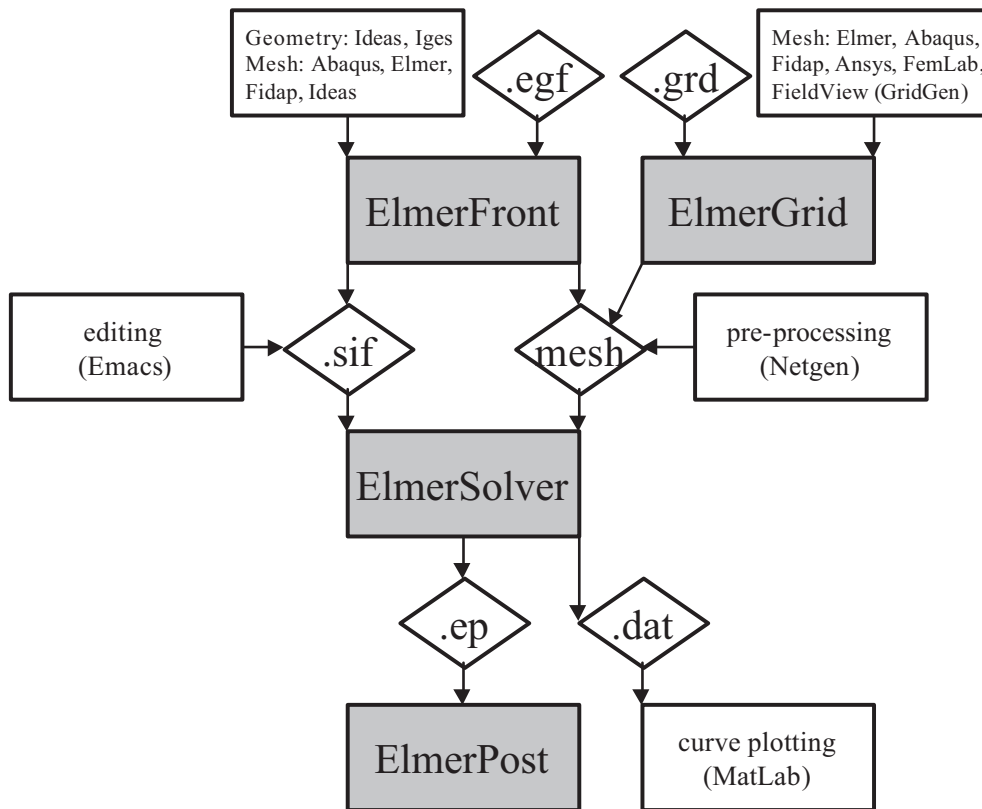 Geometry: Ideas, Iges
Mesh: Abaqus, Elmer,
Fidap, Ideas
.egf
.grd
Mesh: Elmer, Abaqus,
Fidap, Ansys, FemLab,
FieldView (GridGen)
ElmerFront
ElmerGrid
editing
(Emacs)
.sif
mesh
pre-processing
(Netgen)
ElmerSolver
.ep
.dat
ElmerPost
curve plotting
(MatLab)